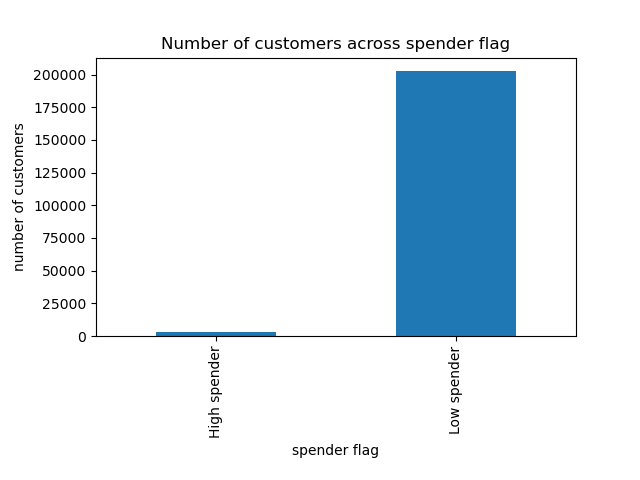 Number of customers across spender flag
200000
175000
150000
125000
100000
75000
50000
25000
0
number of customers
High spender
Low spender
spender flag